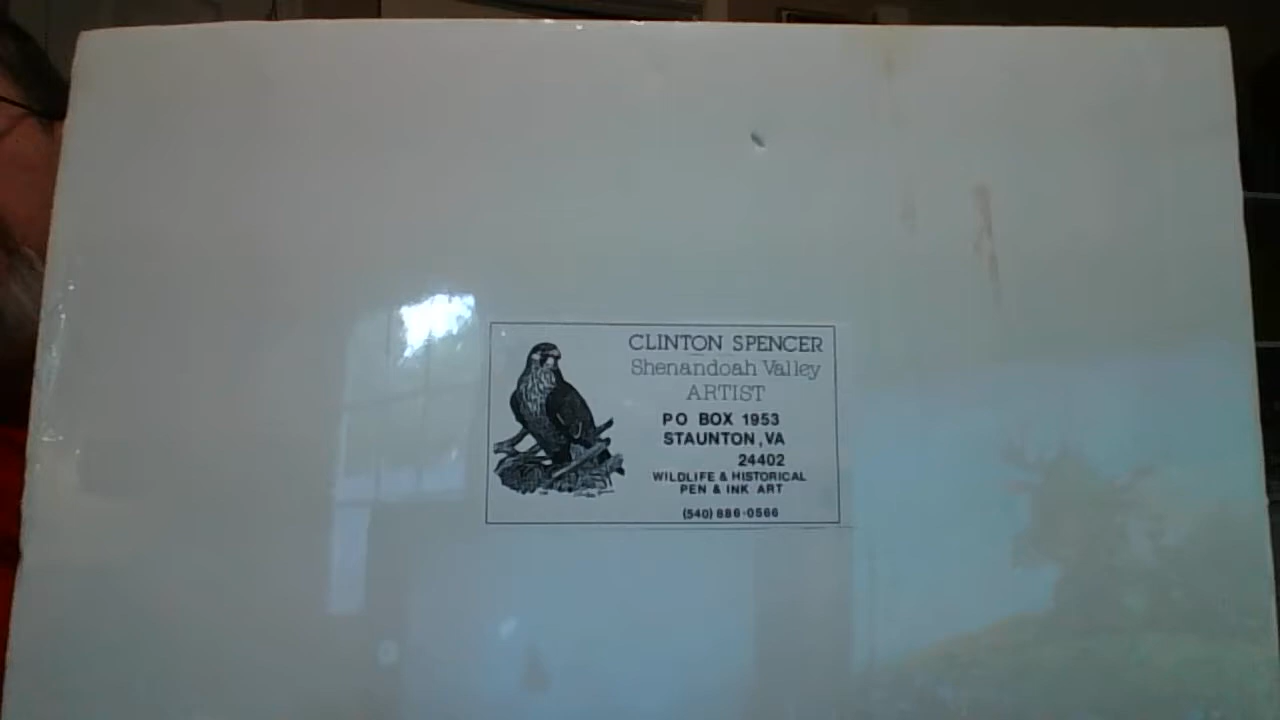 CLINTON SPENCER
Shenandoah Valley
ARTIST
PO BOX 1953
STAUNTON, VA
24402
WILDLIFE & HISTORICAL
PEN & INK ART
(540) 886-0566